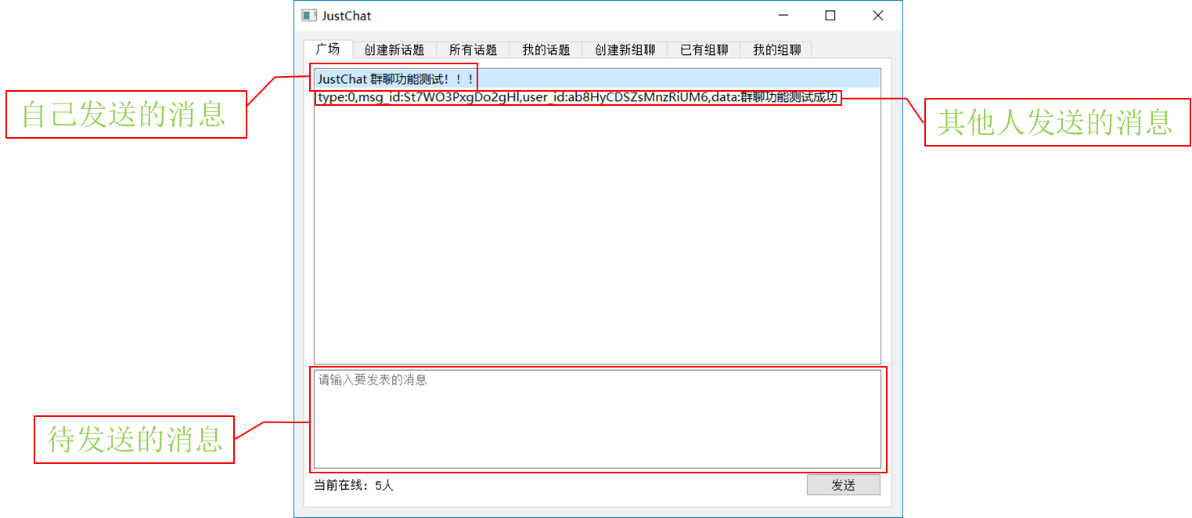 JustChat
广场 创建新话题 所有话题 我的话题 创建新组聊 已有组聊 我的组聊
JustChat 群聊功能测试！！！
自己发送的消息
type:0,msg_id:St7WO3PxgDo2gHl,user_id:ab8HyCDSZsMnzRiUM6,data:群聊功能测试成功
其他人发送的消息
请输入要发表的消息
待发送的消息
当前在线：5人 发送